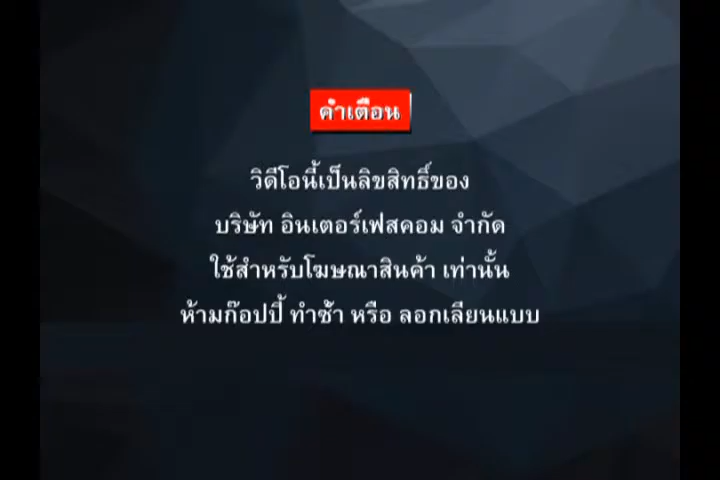 คำเตือน
วิดีโอนี้เป็นลิขสิทธิ์ของ
บริษัท อินเตอร์เฟสคอม จำกัด
ใช้สำหรับโฆษณาสินค้า เท่านั้น
ห้ามก๊อปปี้ ทำซ้ำ หรือ ลอกเลียนแบบ